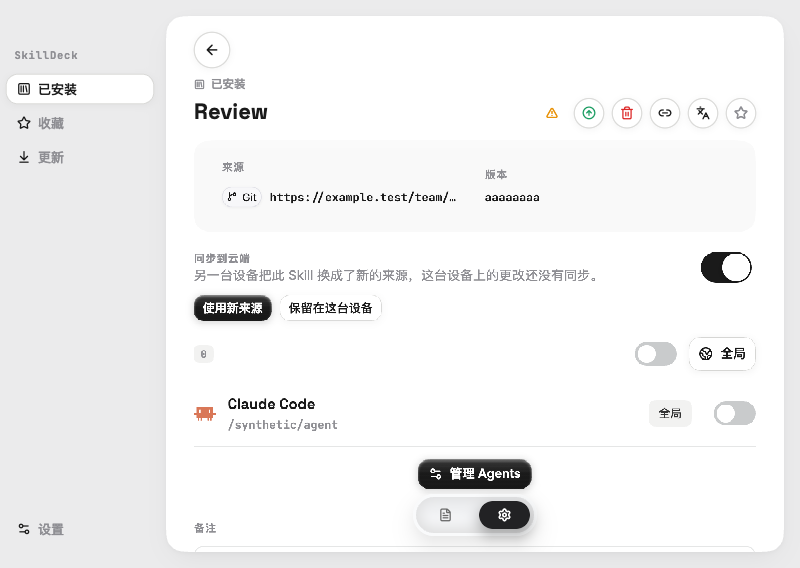 SkillDeck
已安装
收藏
更新
设置
已安装
Review
来源
Git https://example.test/team/…
版本
aaaaaaaa
同步到云端
另一台设备把此 Skill 换成了新的来源，这台设备上的更改还没有同步。
使用新来源 保留在这台设备
0 全局
Claude Code
/synthetic/agent
全局
管理 Agents
备注